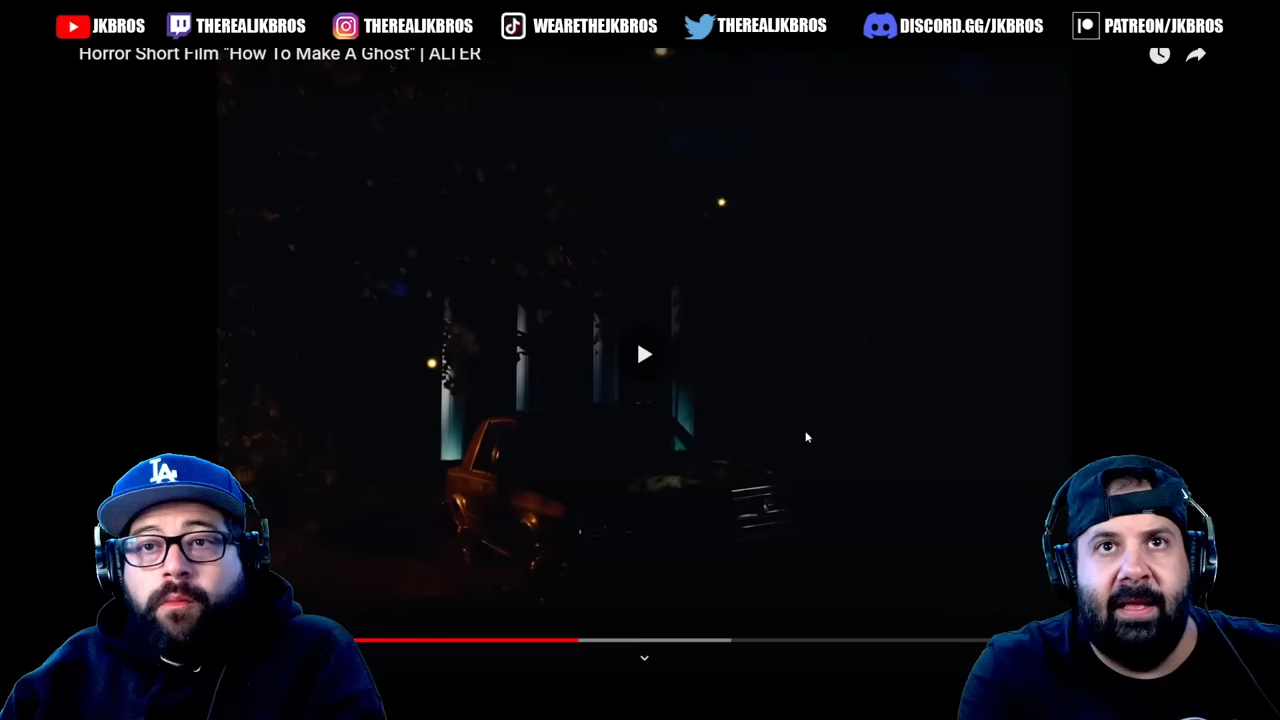 JKBROS THEREALJKBROS THEREALJKBROS WEARETHEJKBROS THEREALJKBROS DISCORD.GG/JKBROS PATREON/JKBROS
Horror Short Film "How To Make A Ghost" | ALTER
LA